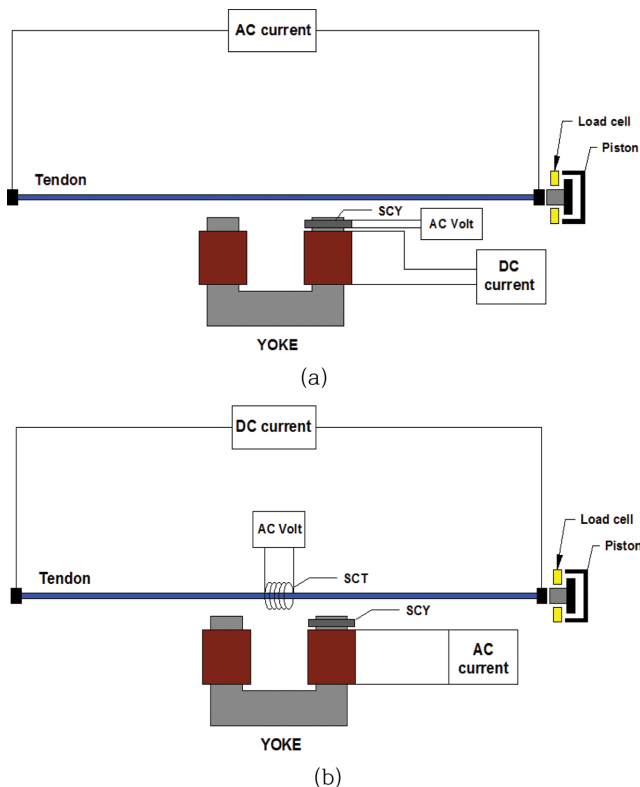 AC current
Load cell
Piston
Tendon
SCY
AC Volt
DC
current
YOKE
(a)
DC current
AC Volt
Load cell
Piston
Tendon
SCT
SCY
AC
current
YOKE
(b)